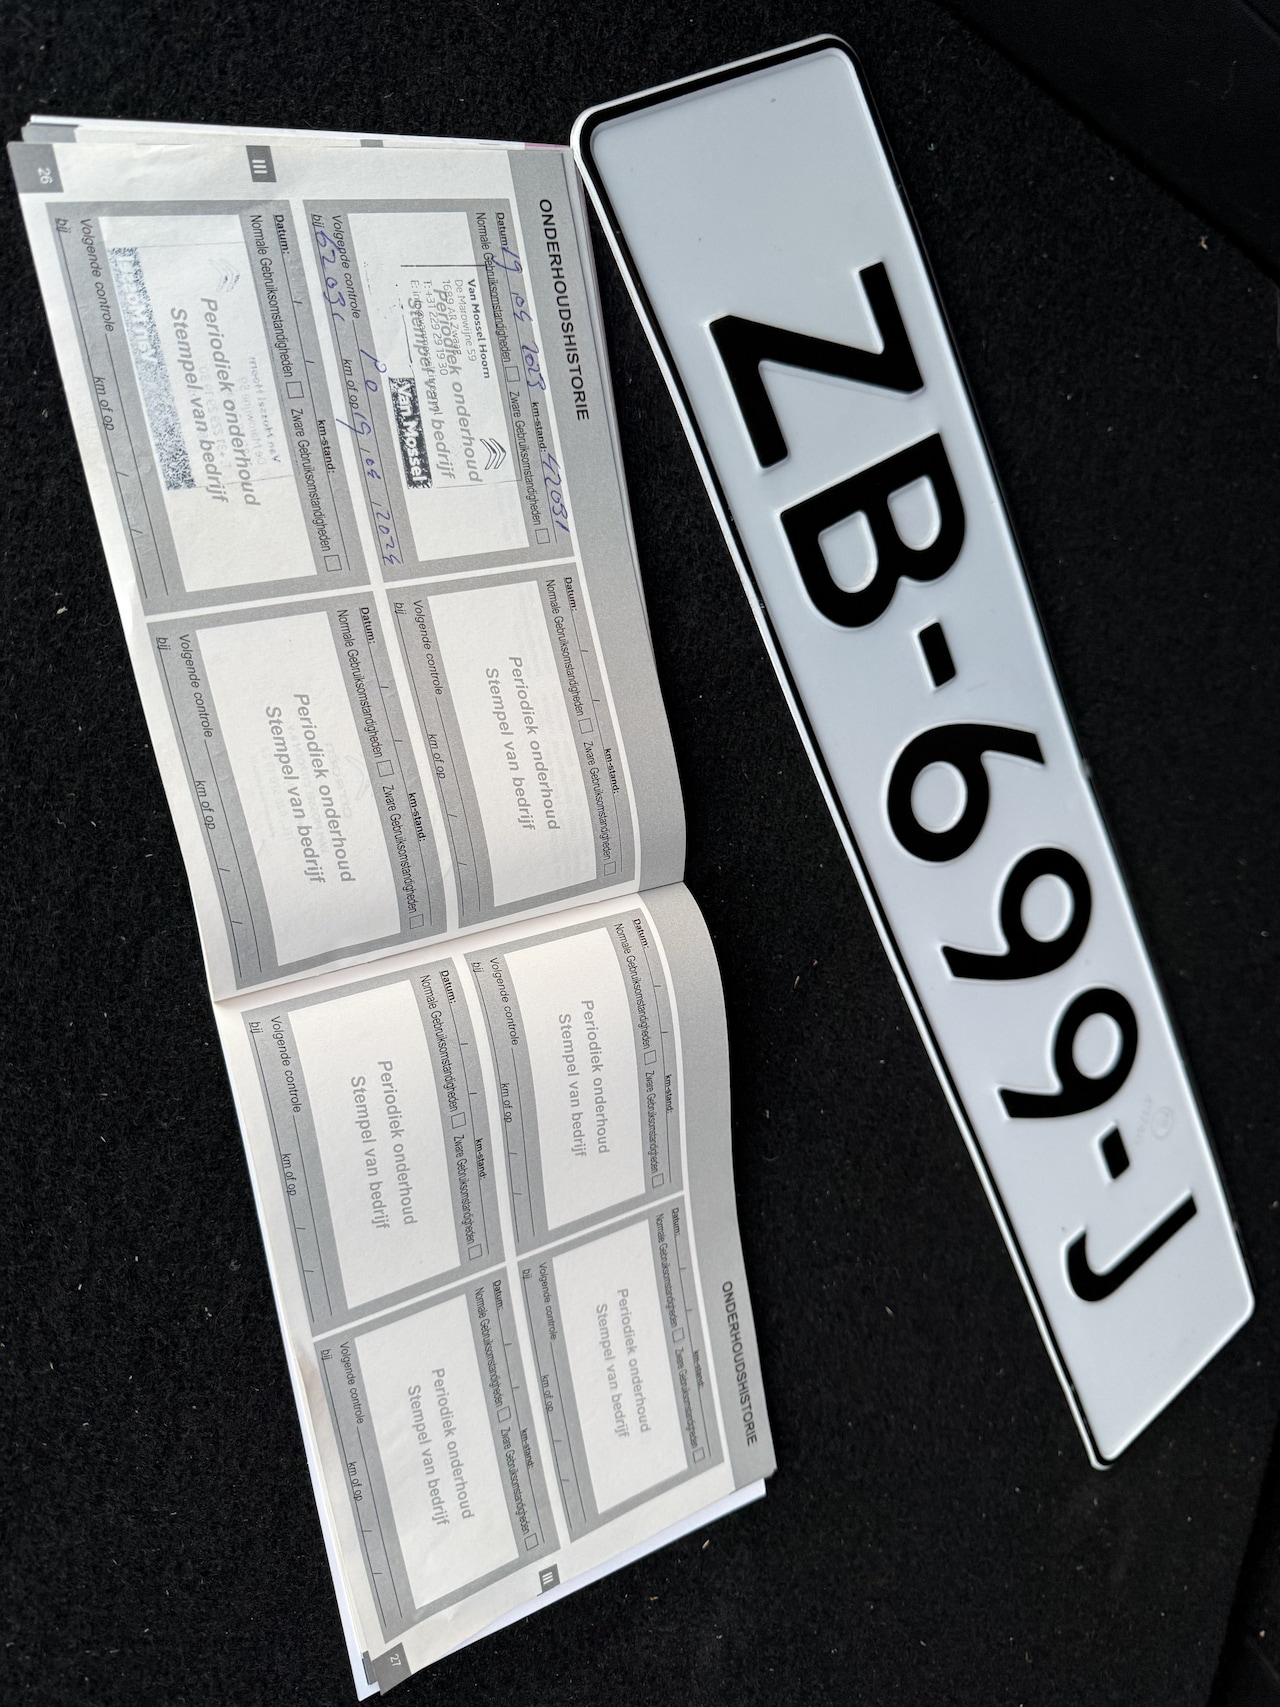 ZB-699-J
26
III
ONDERHOUDSHISTORIE
Datum: 19 / 04 / 2023 km-stand: 42031
Normale Gebruiksomstandigheden Zware Gebruiksomstandigheden
Van Mossel Hoorn
De Marowijne 59
1689 AR Zwaag
Periodiek onderhoud
Stempel van bedrijf
Van Mossel
Volgende controle
bij 62031 km of op 19 / 04 / 2024
Datum: / / km-stand:
Normale Gebruiksomstandigheden Zware Gebruiksomstandigheden
Periodiek onderhoud
Stempel van bedrijf
Volgende controle
bij km of op / /
Datum: / / km-stand:
Normale Gebruiksomstandigheden Zware Gebruiksomstandigheden
Periodiek onderhoud
Stempel van bedrijf
Volgende controle
bij km of op / /
Datum: / / km-stand:
Normale Gebruiksomstandigheden Zware Gebruiksomstandigheden
Periodiek onderhoud
Stempel van bedrijf
Volgende controle
bij km of op / /
ONDERHOUDSHISTORIE
Datum: / / km-stand:
Normale Gebruiksomstandigheden Zware Gebruiksomstandigheden
Periodiek onderhoud
Stempel van bedrijf
Volgende controle
bij km of op / /
Datum: / / km-stand:
Normale Gebruiksomstandigheden Zware Gebruiksomstandigheden
Periodiek onderhoud
Stempel van bedrijf
Volgende controle
bij km of op / /
Datum: / / km-stand:
Normale Gebruiksomstandigheden Zware Gebruiksomstandigheden
Periodiek onderhoud
Stempel van bedrijf
Volgende controle
bij km of op / /
Datum: / / km-stand:
Normale Gebruiksomstandigheden Zware Gebruiksomstandigheden
Periodiek onderhoud
Stempel van bedrijf
Volgende controle
bij km of op / /
III
27